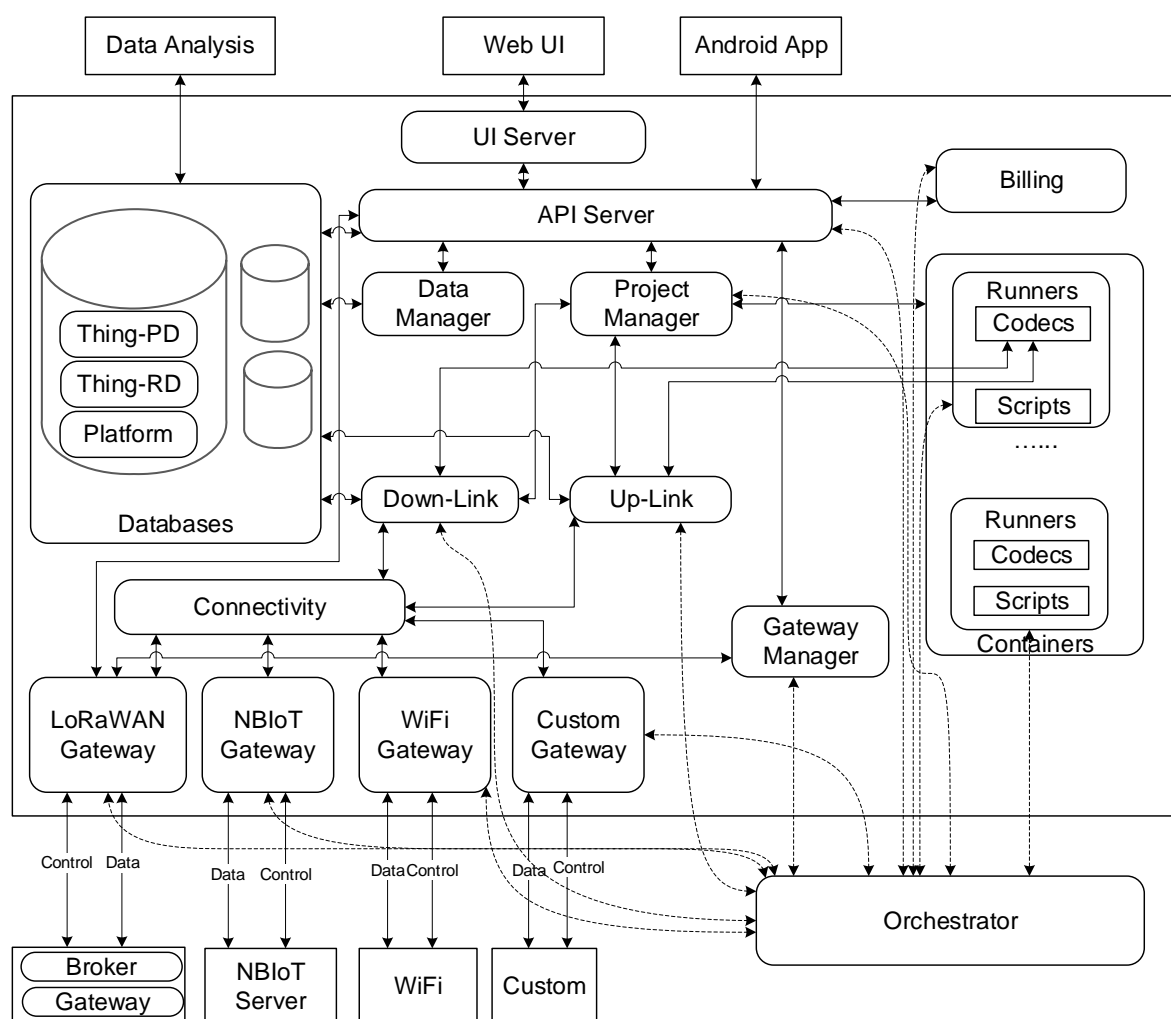 Data Analysis
Web UI
Android App
UI Server
Billing
API Server
Data
Manager
Project
Manager
Runners
Codecs
Scripts
......
Thing-PD
Thing-RD
Platform
Databases
Down-Link
Up-Link
Runners
Codecs
Scripts
Containers
Connectivity
Gateway
Manager
LoRaWAN
Gateway
NBIoT
Gateway
WiFi
Gateway
Custom
Gateway
Control
Data
Data
Control
Data
Control
Data
Control
Orchestrator
Broker
Gateway
NBIoT
Server
WiFi
Custom